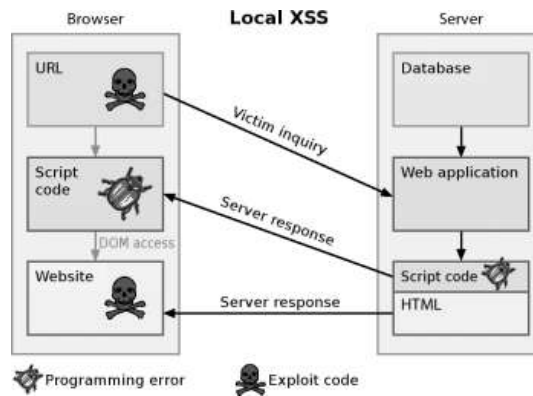 Browser
Local XSS
Server
URL
Database
Victim inquiry
Script
code
Web application
Server response
DOM access
Website
Script code
Server response
HTML
Programming error
Exploit code